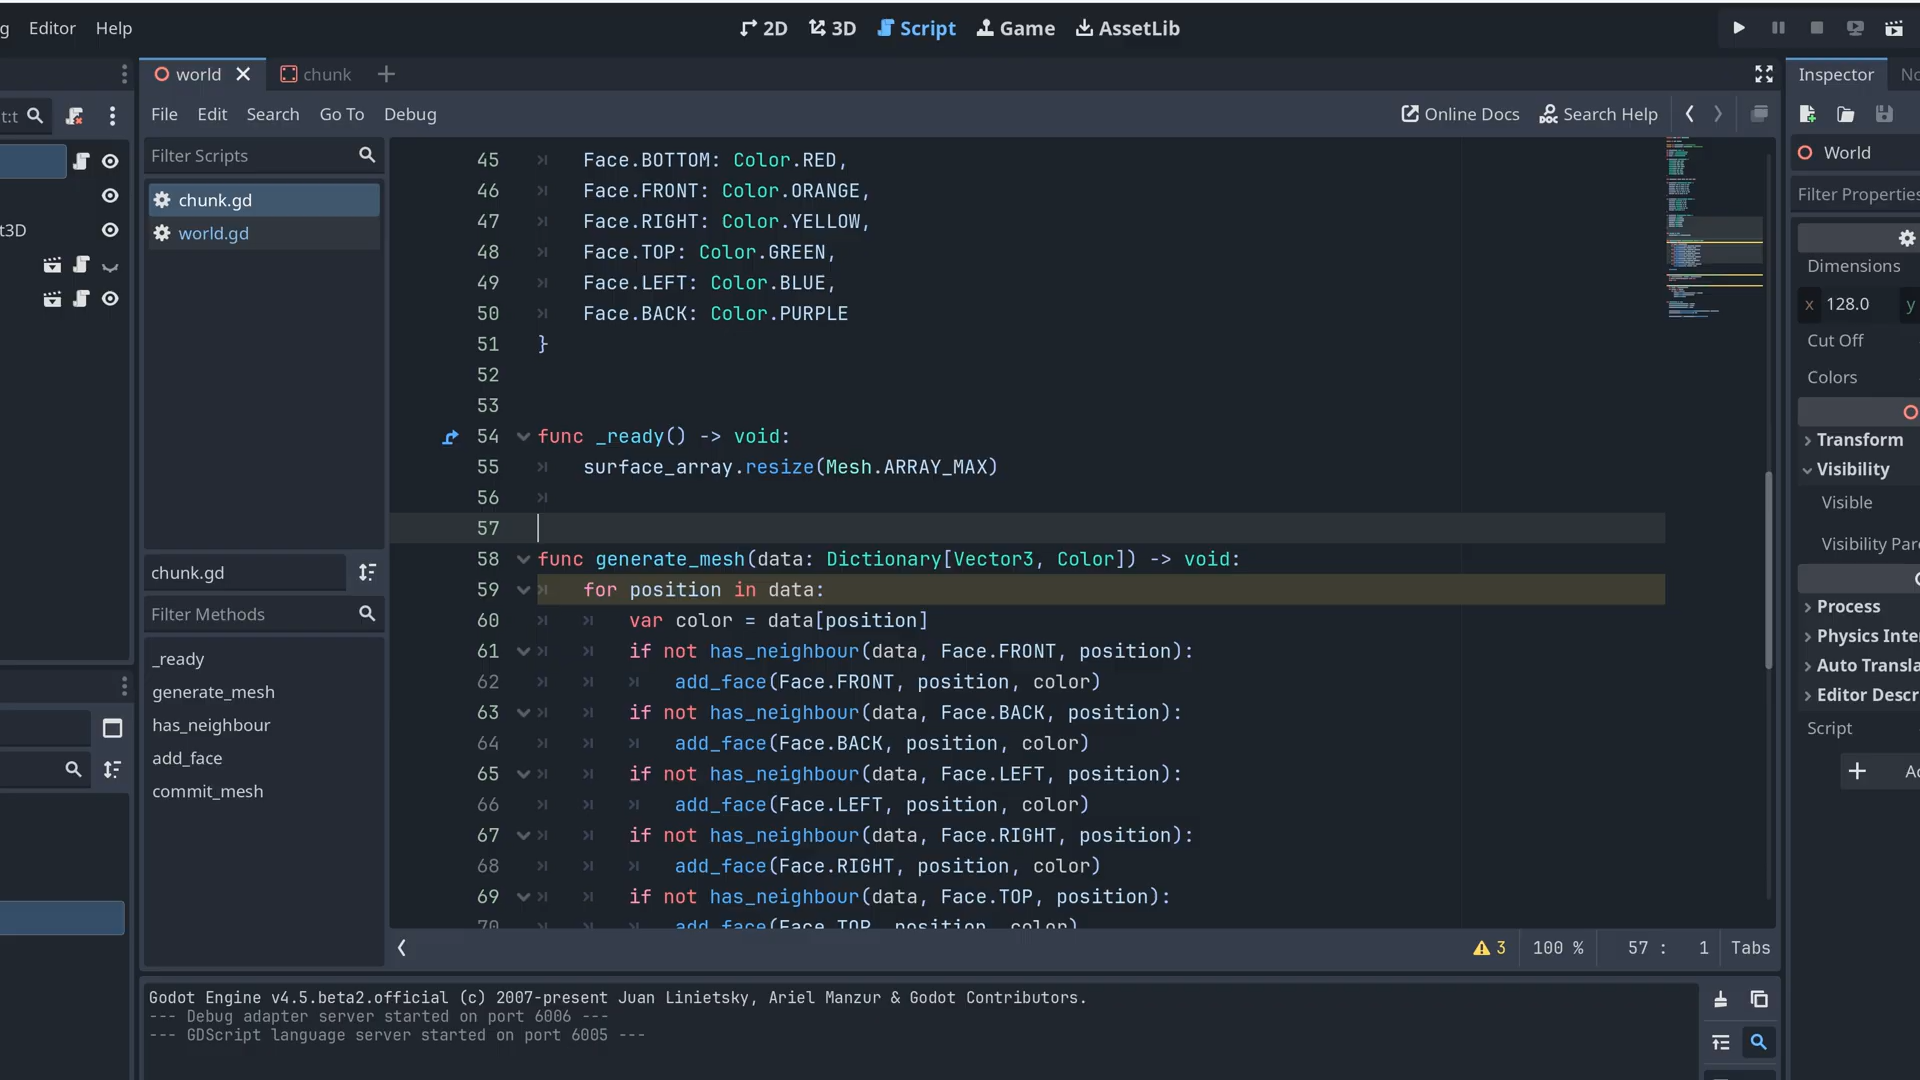 g Editor Help
2D 3D Script Game AssetLib
world chunk
Inspector No
t:t
File Edit Search Go To Debug
Online Docs Search Help
Filter Scripts
chunk.gd
world.gd
t3D
chunk.gd
Filter Methods
_ready
generate_mesh
has_neighbour
add_face
commit_mesh
45 Face.BOTTOM: Color.RED,
46 Face.FRONT: Color.ORANGE,
47 Face.RIGHT: Color.YELLOW,
48 Face.TOP: Color.GREEN,
49 Face.LEFT: Color.BLUE,
50 Face.BACK: Color.PURPLE
51 }
52
53
54 func _ready() -> void:
55 surface_array.resize(Mesh.ARRAY_MAX)
56
57
58 func generate_mesh(data: Dictionary[Vector3, Color]) -> void:
59 for position in data:
60 var color = data[position]
61 if not has_neighbour(data, Face.FRONT, position):
62 add_face(Face.FRONT, position, color)
63 if not has_neighbour(data, Face.BACK, position):
64 add_face(Face.BACK, position, color)
65 if not has_neighbour(data, Face.LEFT, position):
66 add_face(Face.LEFT, position, color)
67 if not has_neighbour(data, Face.RIGHT, position):
68 add_face(Face.RIGHT, position, color)
69 if not has_neighbour(data, Face.TOP, position):
70 add_face(Face.TOP, position, color)
3 100 % 57 : 1 Tabs
Godot Engine v4.5.beta2.official (c) 2007-present Juan Linietsky, Ariel Manzur & Godot Contributors.
--- Debug adapter server started on port 6006 ---
--- GDScript language server started on port 6005 ---
World
Filter Properties
Dimensions
x 128.0 y
Cut Off
Colors
Transform
Visibility
Visible
Visibility Pare
Process
Physics Inte
Auto Transla
Editor Descr
Script
Ac